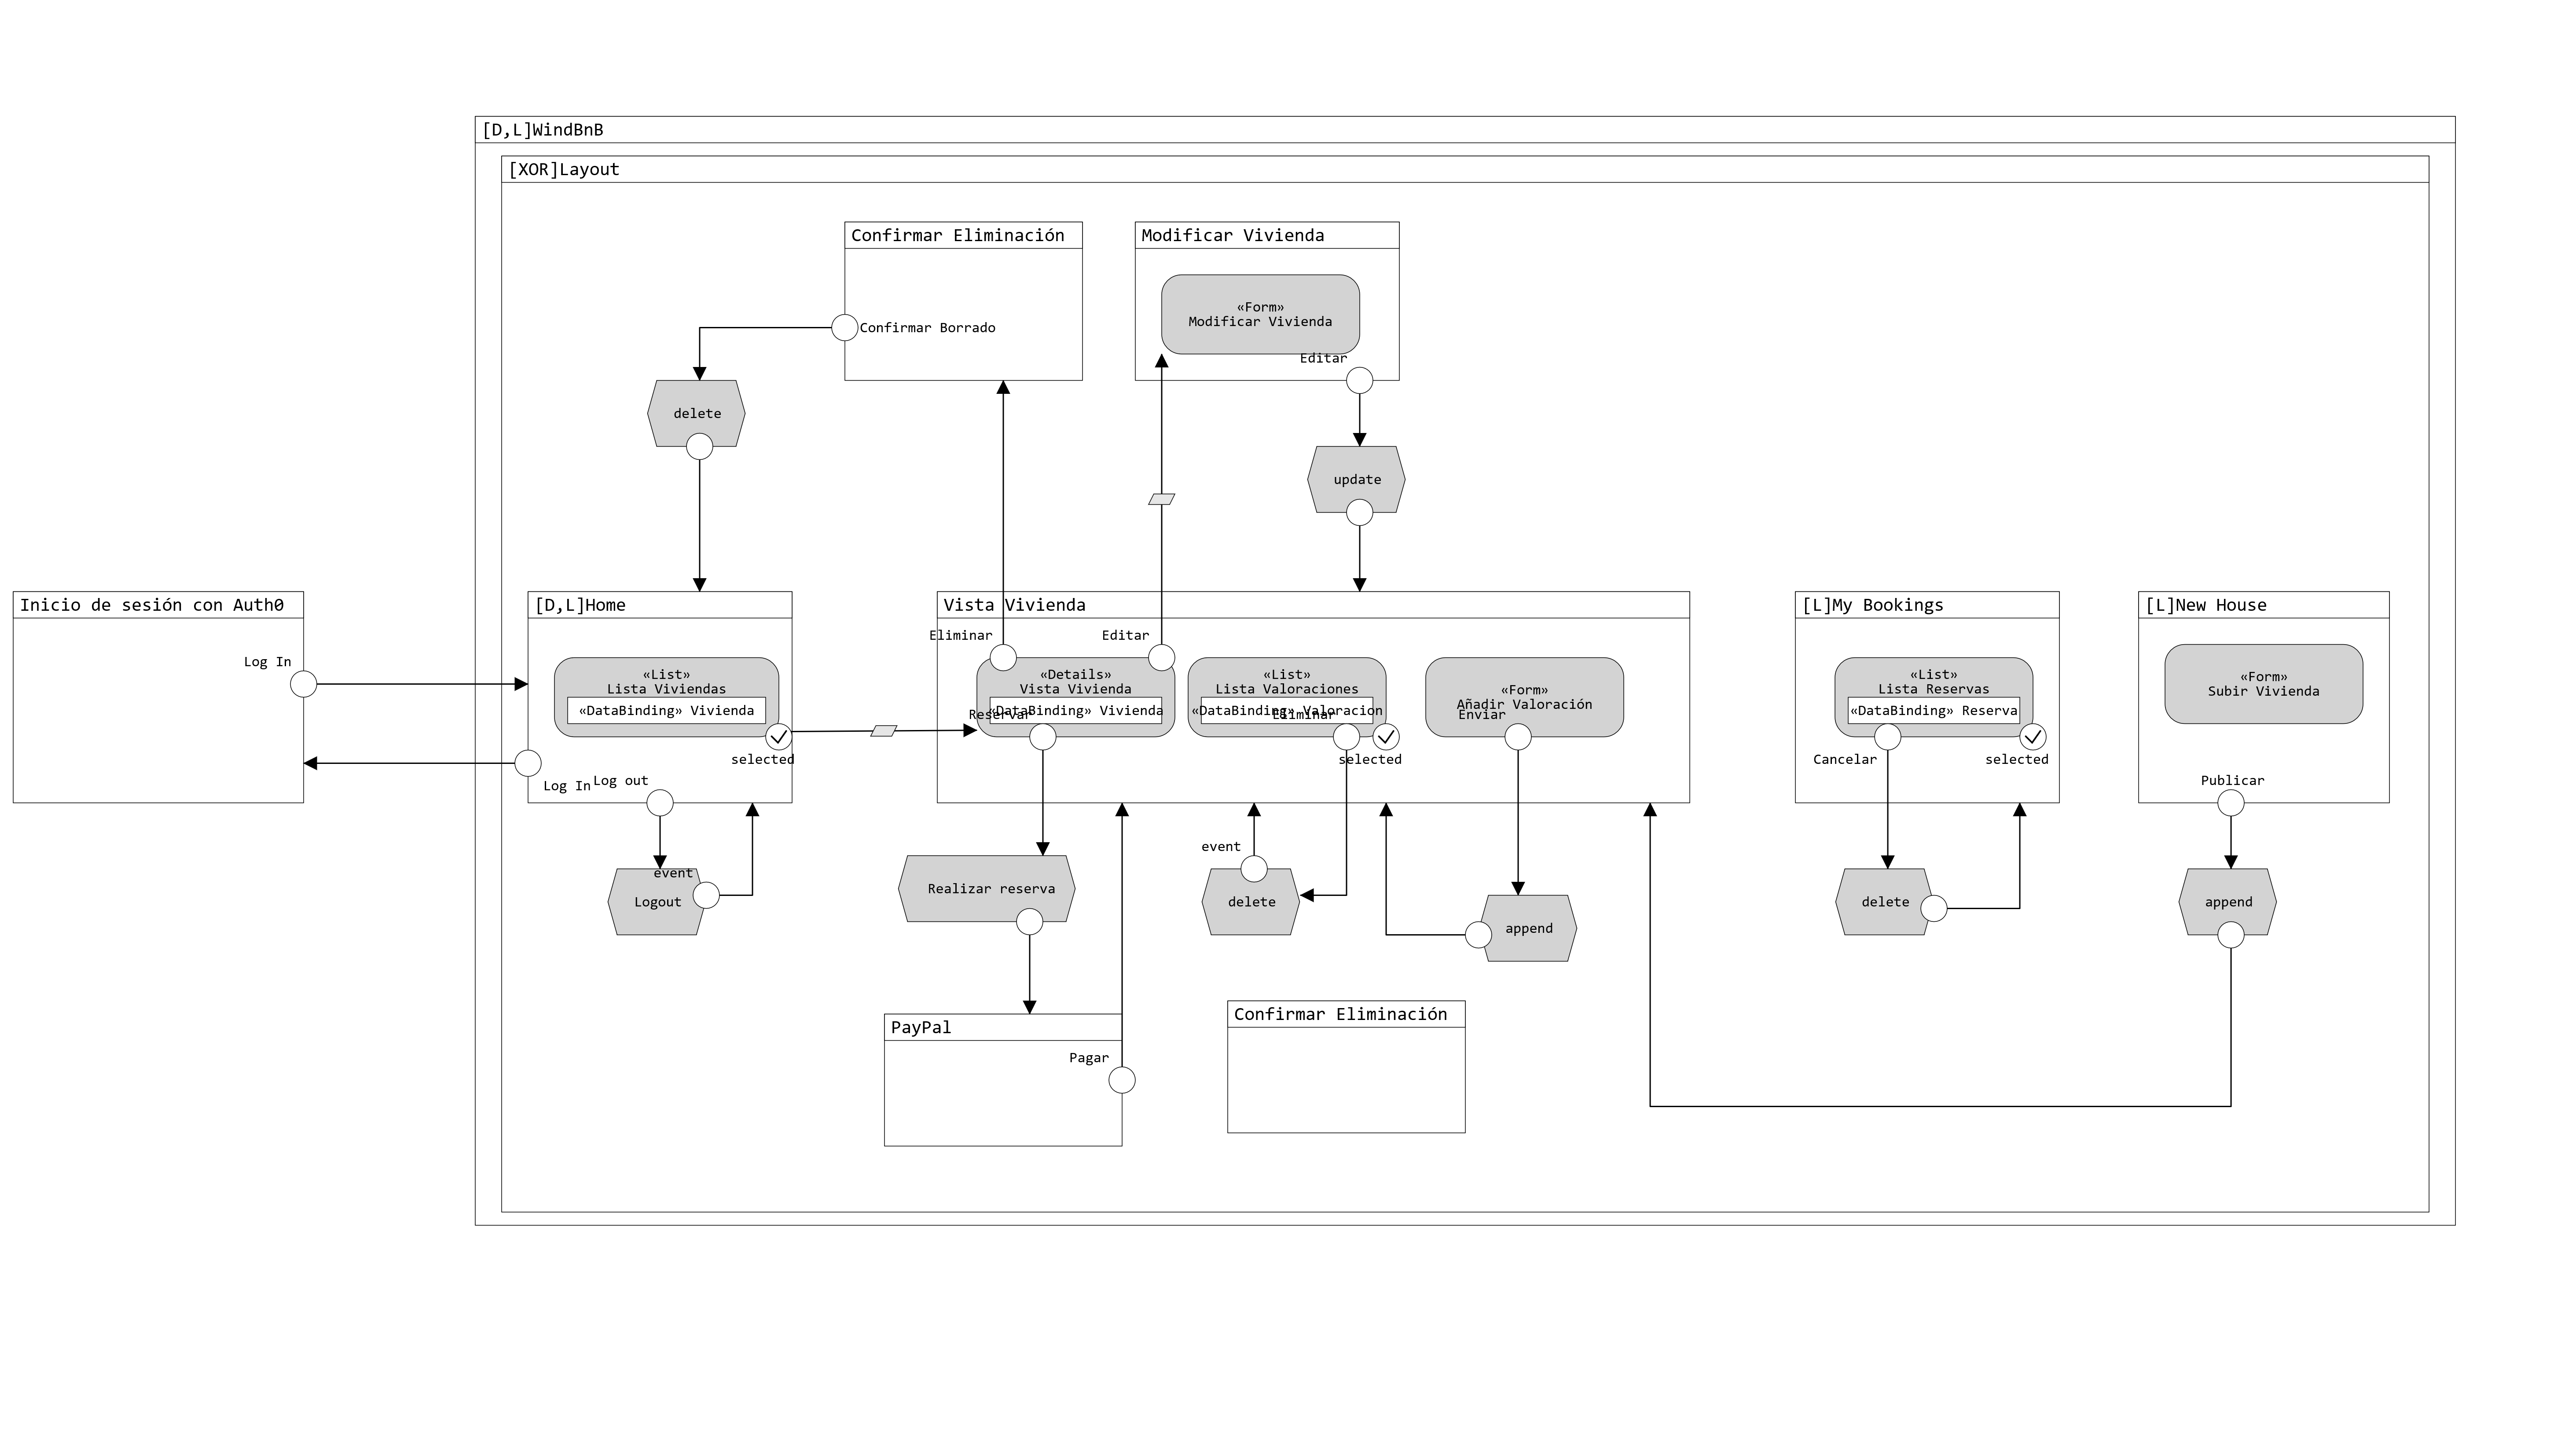 [D,L]WindBnB
[XOR]Layout
Confirmar Eliminación
Modificar Vivienda
«Form»
Modificar Vivienda
Confirmar Borrado
Editar
delete
update
Inicio de sesión con Auth0
Log In
[D,L]Home
«List»
Lista Viviendas
«DataBinding» Vivienda
selected
Log In
Log out
event
Logout
Vista Vivienda
Eliminar
Editar
«Details»
Vista Vivienda
«DataBinding» Vivienda
Reservar
«List»
Lista Valoraciones
«DataBinding» Valoracion
Eliminar
selected
«Form»
Añadir Valoración
Enviar
[L]My Bookings
«List»
Lista Reservas
«DataBinding» Reserva
Cancelar
selected
[L]New House
«Form»
Subir Vivienda
Publicar
Realizar reserva
event
delete
append
delete
append
PayPal
Pagar
Confirmar Eliminación